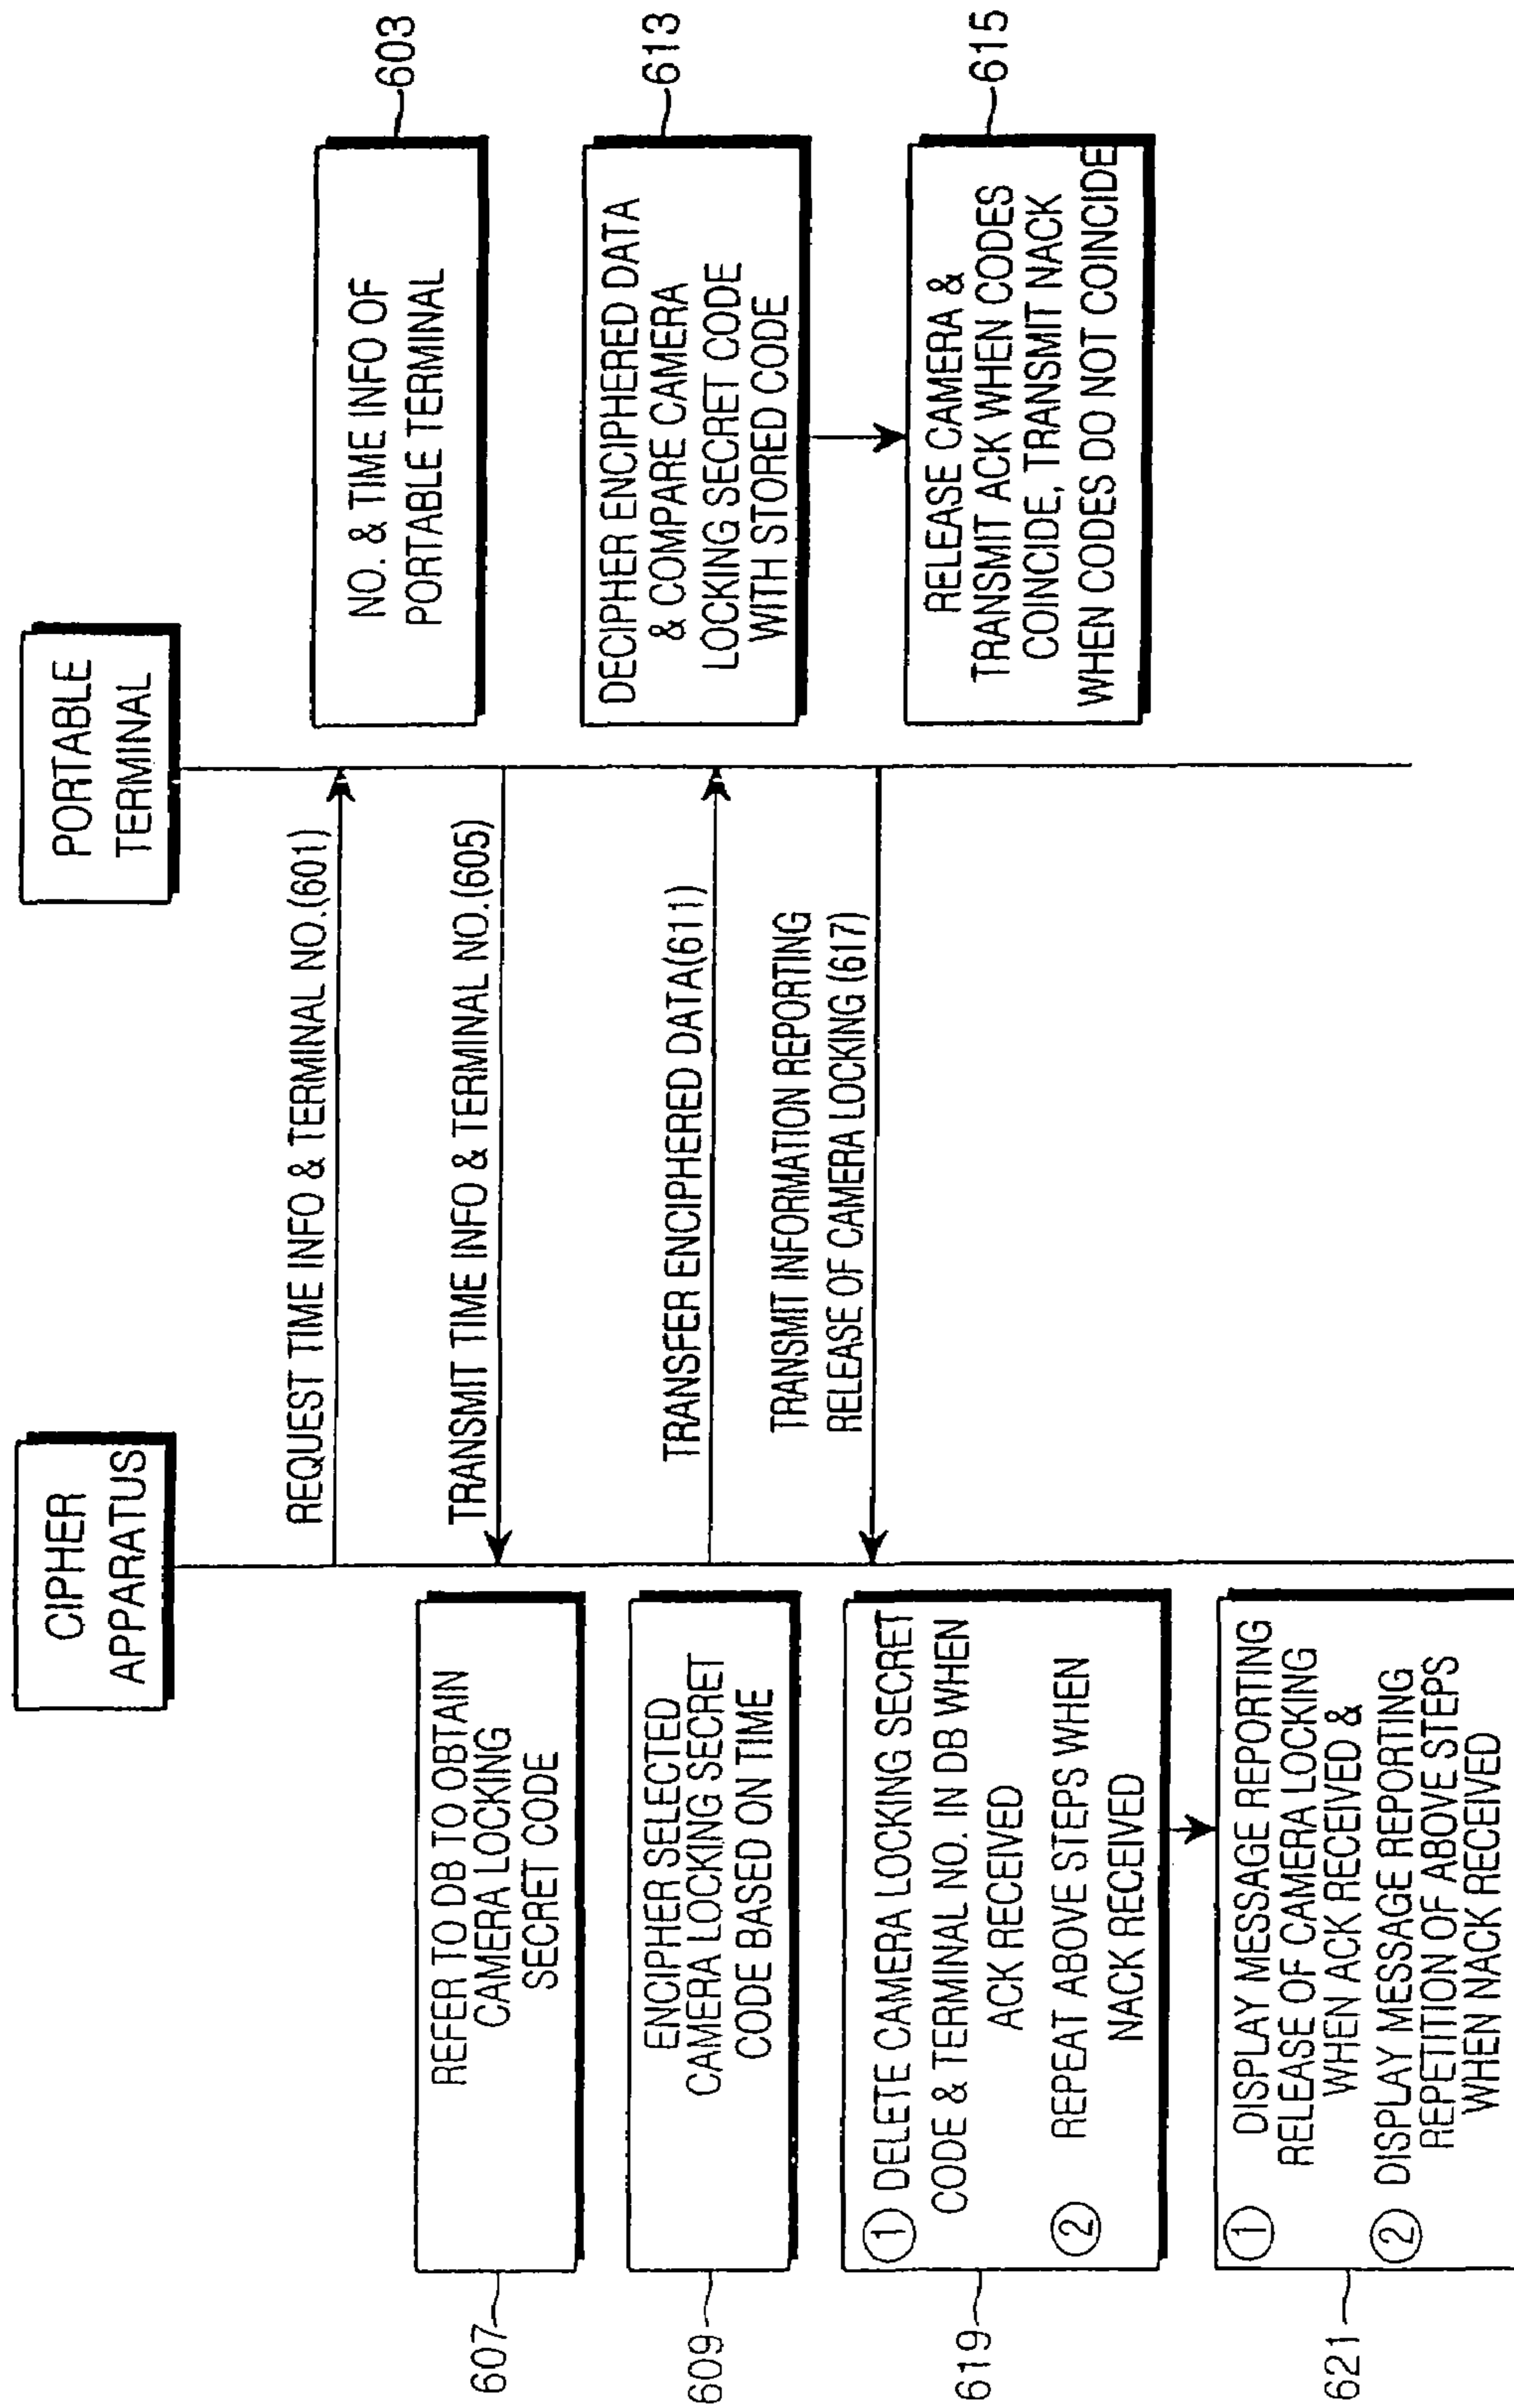 CIPHER
APPARATUS
PORTABLE
TERMINAL
REQUEST TIME INFO & TERMINAL NO.(601)
NO. & TIME INFO OF
PORTABLE TERMINAL
603
TRANSMIT TIME INFO & TERMINAL NO.(605)
607
REFER TO DB TO OBTAIN
CAMERA LOCKING
SECRET CODE
609
ENCIPHER SELECTED
CAMERA LOCKING SECRET
CODE BASED ON TIME
TRANSFER ENCIPHERED DATA(611)
DECIPHER ENCIPHERED DATA
& COMPARE CAMERA
LOCKING SECRET CODE
WITH STORED CODE
613
RELEASE CAMERA &
TRANSMIT ACK WHEN CODES
COINCIDE, TRANSMIT NACK
WHEN CODES DO NOT COINCIDE
615
TRANSMIT INFORMATION REPORTING
RELEASE OF CAMERA LOCKING (617)
619
① DELETE CAMERA LOCKING SECRET
CODE & TERMINAL NO. IN DB WHEN
ACK RECEIVED
② REPEAT ABOVE STEPS WHEN
NACK RECEIVED
621
① DISPLAY MESSAGE REPORTING
RELEASE OF CAMERA LOCKING
WHEN ACK RECEIVED &
② DISPLAY MESSAGE REPORTING
REPETITION OF ABOVE STEPS
WHEN NACK RECEIVED